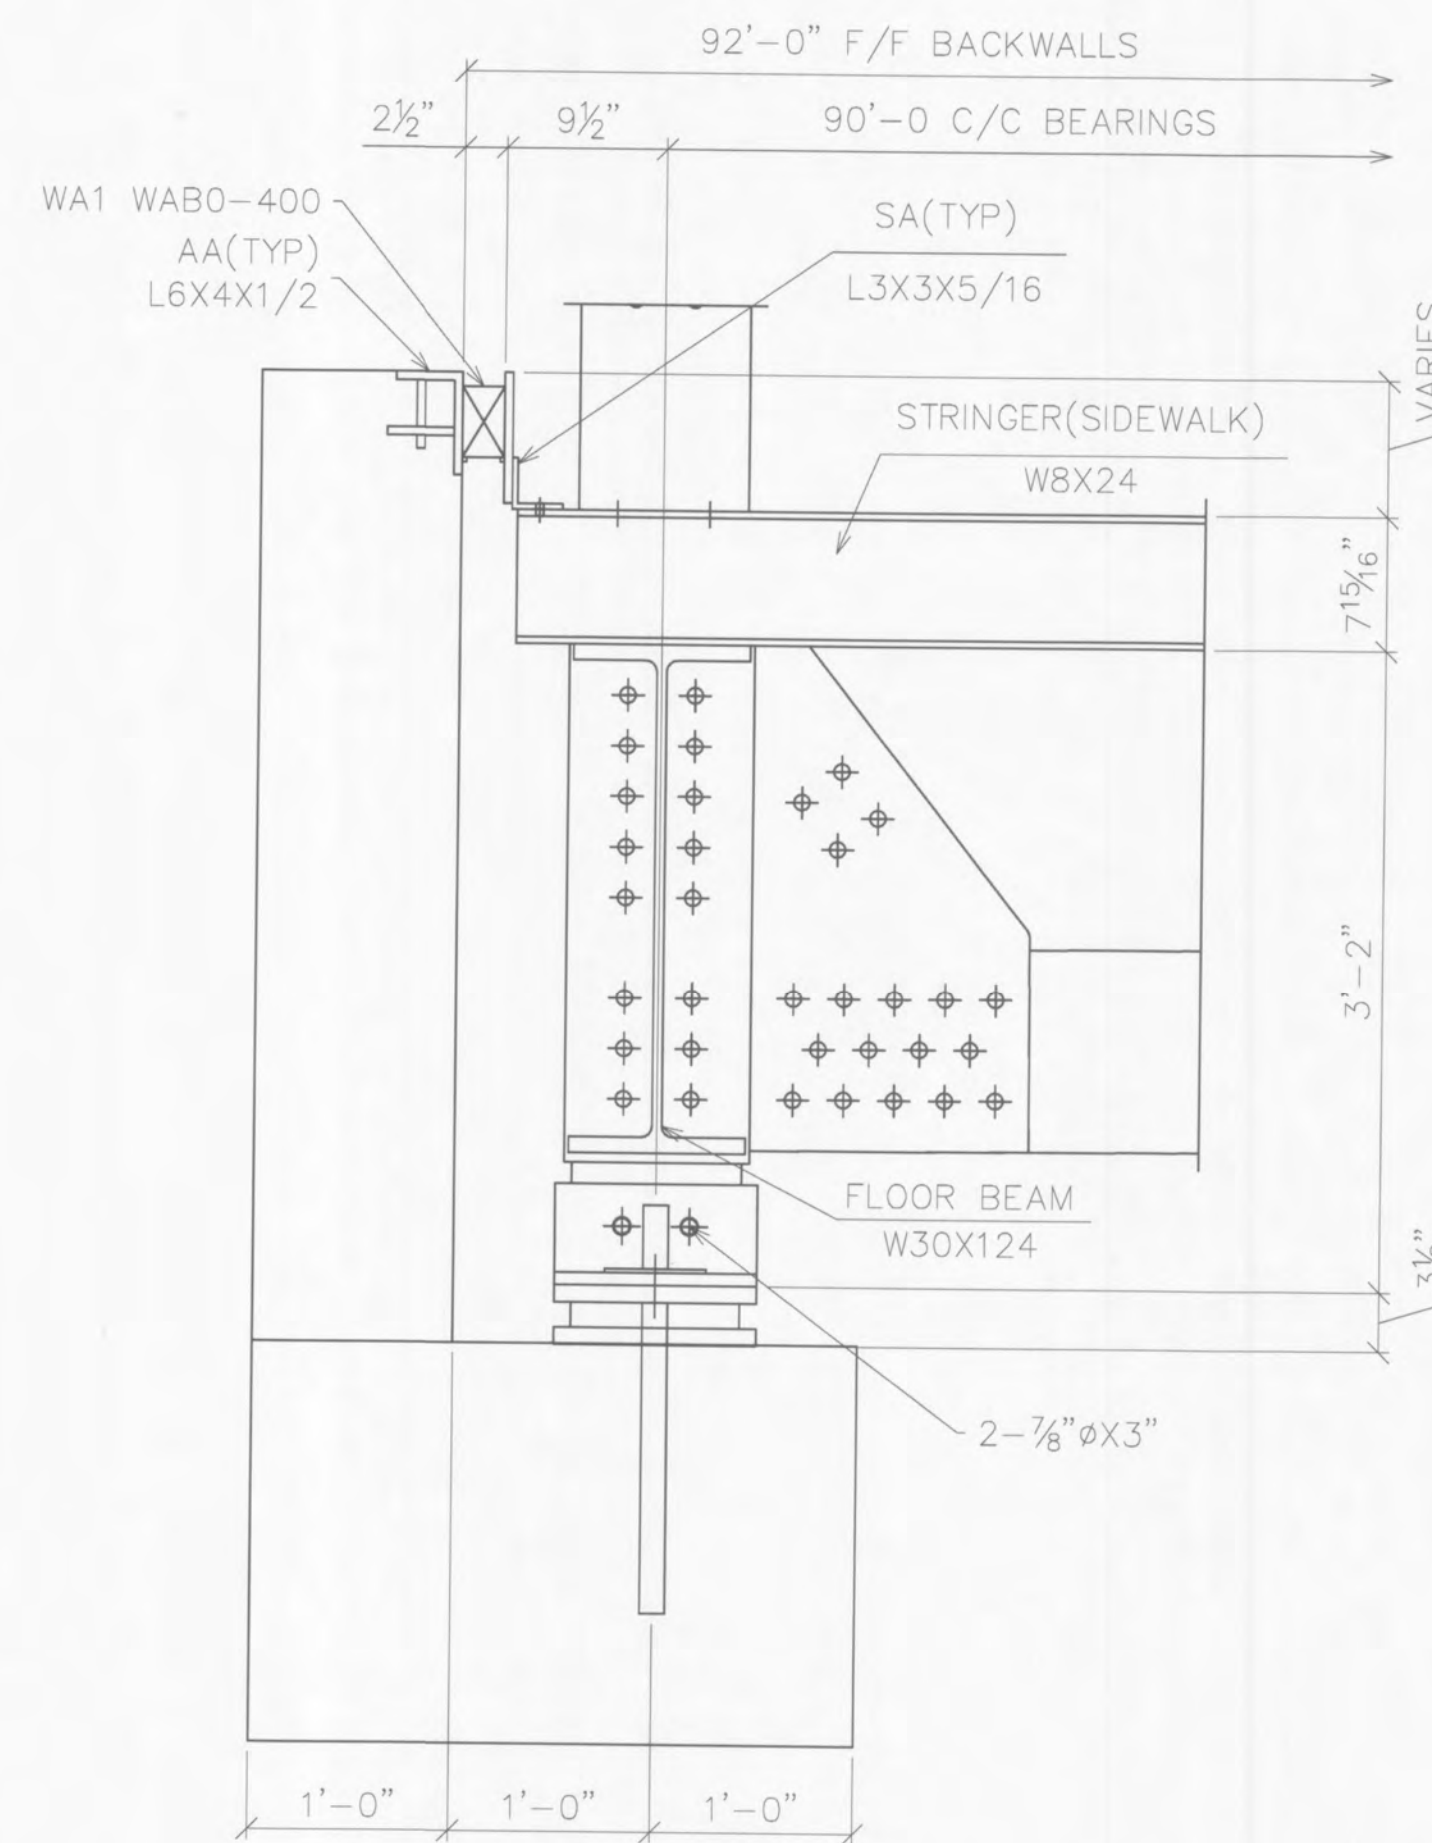 92'-0" F/F BACKWALLS
2½" 9½" 90'-0 C/C BEARINGS
WA1 WABO-400
AA(TYP)
L6X4X1/2
SA(TYP)
L3X3X5/16
VARIES
STRINGER(SIDEWALK)
W8X24
7 15/16"
3'-2"
FLOOR BEAM
W30X124
2-⅞"øX3"
1'-0" 1'-0" 1'-0"